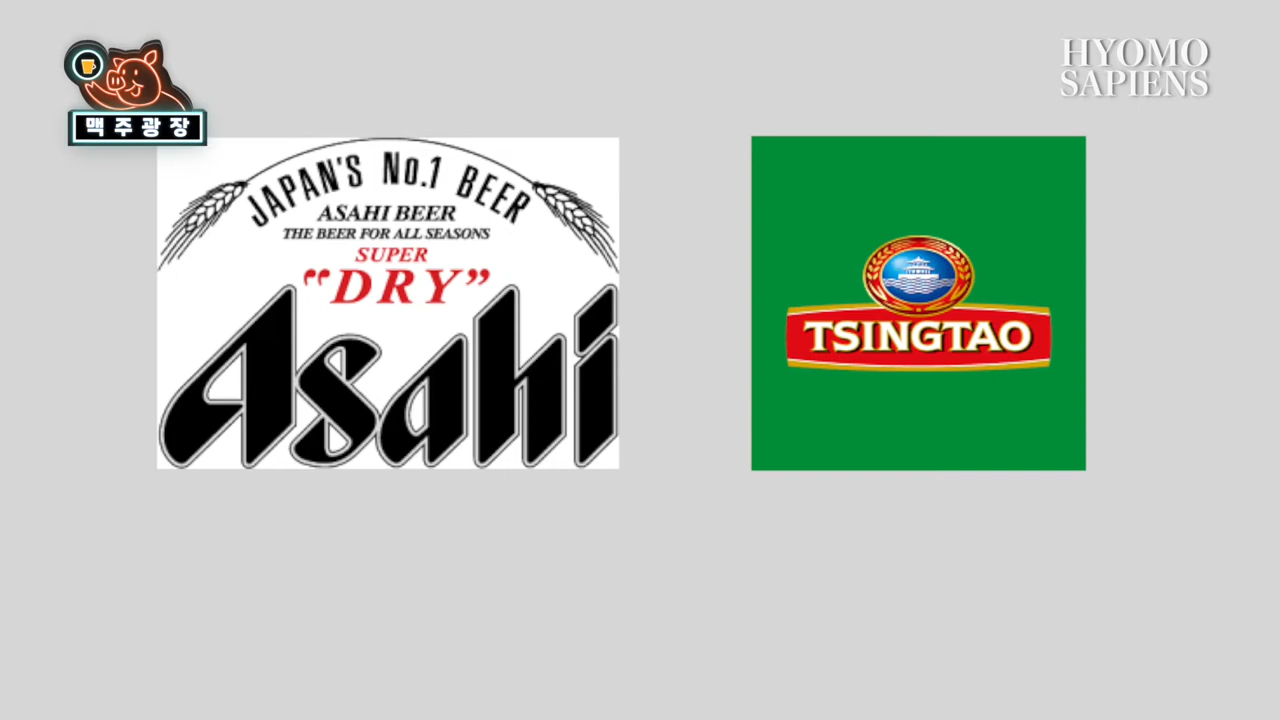 맥주광장
HYOMO
SAPIENS
JAPAN'S No.1 BEER
ASAHI BEER
THE BEER FOR ALL SEASONS
SUPER
“DRY”
Asahi
TSINGTAO